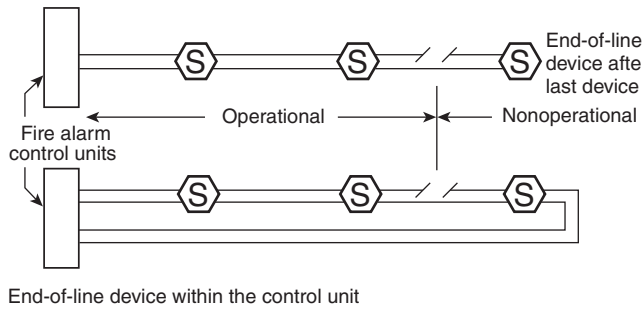 S S S
End-of-line
device afte
last device
Operational
Nonoperational
Fire alarm
control units
S S S
End-of-line device within the control unit